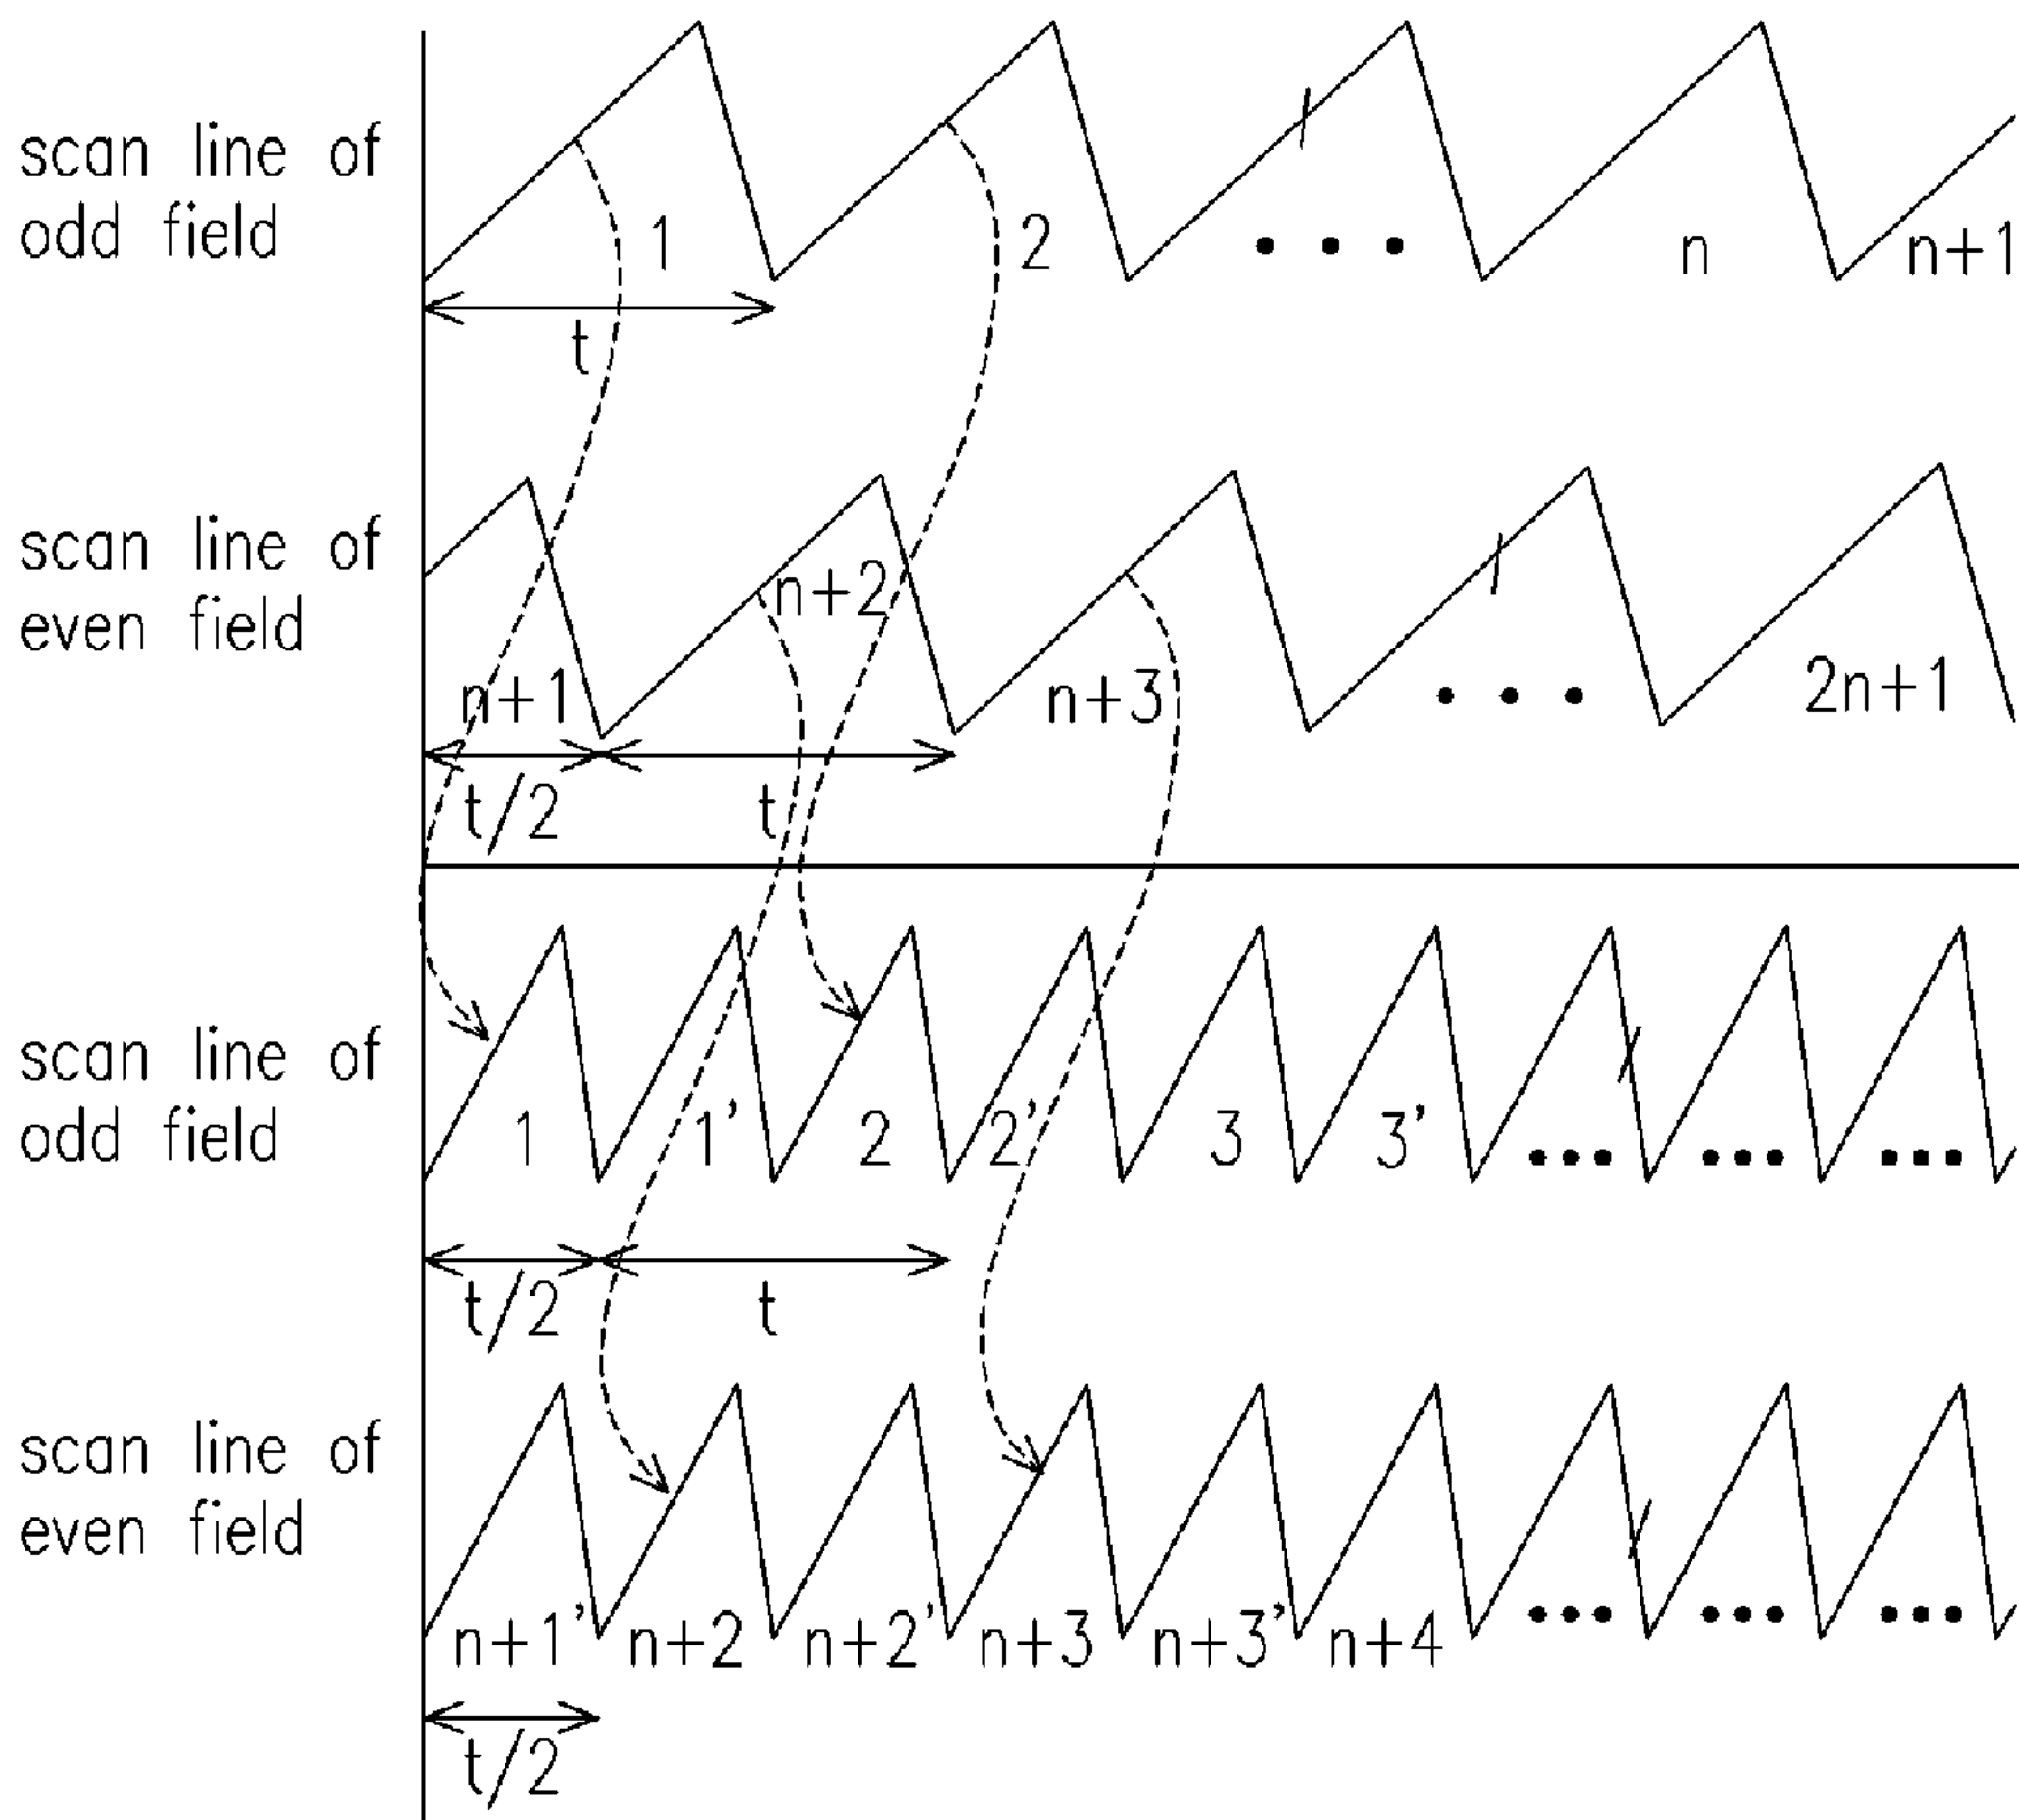 scan line of
odd field
1
2
• • •
n
n+1
t
scan line of
even field
n+1
n+2
n+3
• • •
2n+1
t/2
t
scan line of
odd field
1
1'
2
2'
3
3'
•••
•••
•••
t/2
t
scan line of
even field
n+1'
n+2
n+2'
n+3
n+3'
n+4
•••
•••
•••
t/2